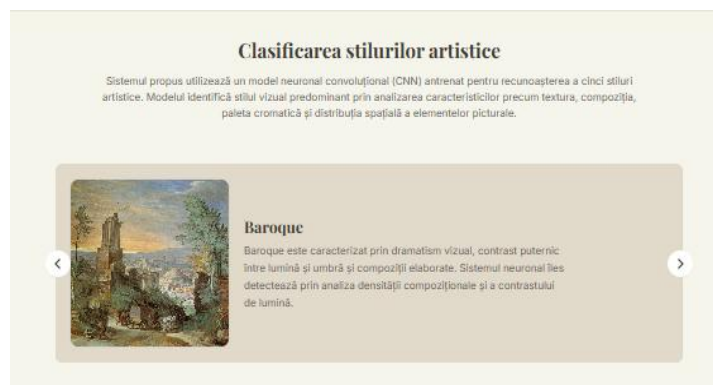 Clasificarea stilurilor artistice
Sistemul propus utilizează un model neuronal convoluțional (CNN) antrenat pentru recunoașterea a cinci stiluri
artistice. Modelul identifică stilul vizual predominant prin analizarea caracteristicilor precum textura, compoziția,
paleta cromatică și distribuția spațială a elementelor picturale.
Baroque
Baroque este caracterizat prin dramatism vizual, contrast puternic
între lumină și umbră și compoziții elaborate. Sistemul neuronal îles
detectează prin analiza densității compoziționale și a contrastului
de lumină.